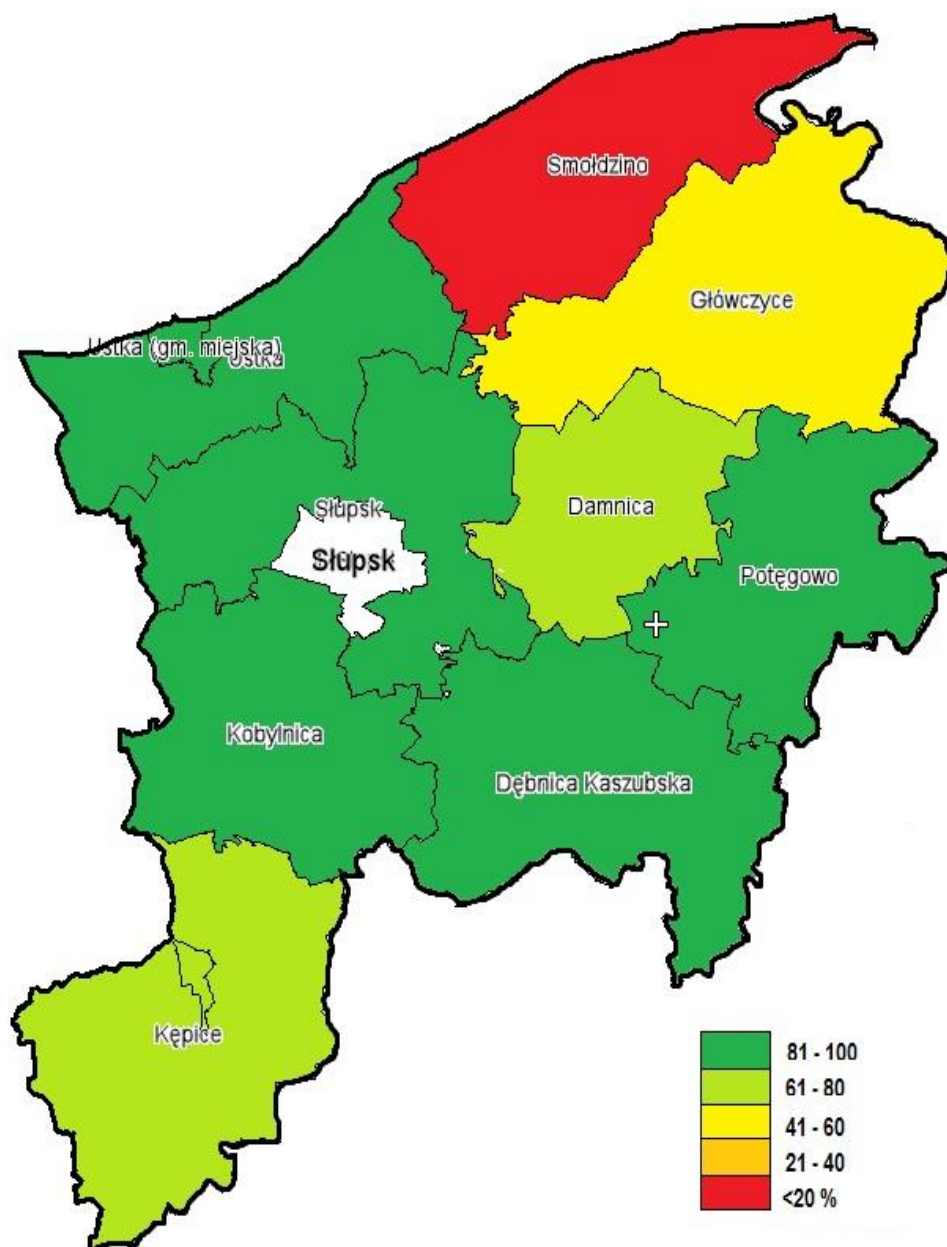 Smołdzino
Główczyce
Ustka (gm. miejska)
Ustka
Słupsk
Damnica
Słupsk
Potęgowo
Kobylnica
Dębnica Kaszubska
Kępice
81 - 100
61 - 80
41 - 60
21 - 40
<20 %